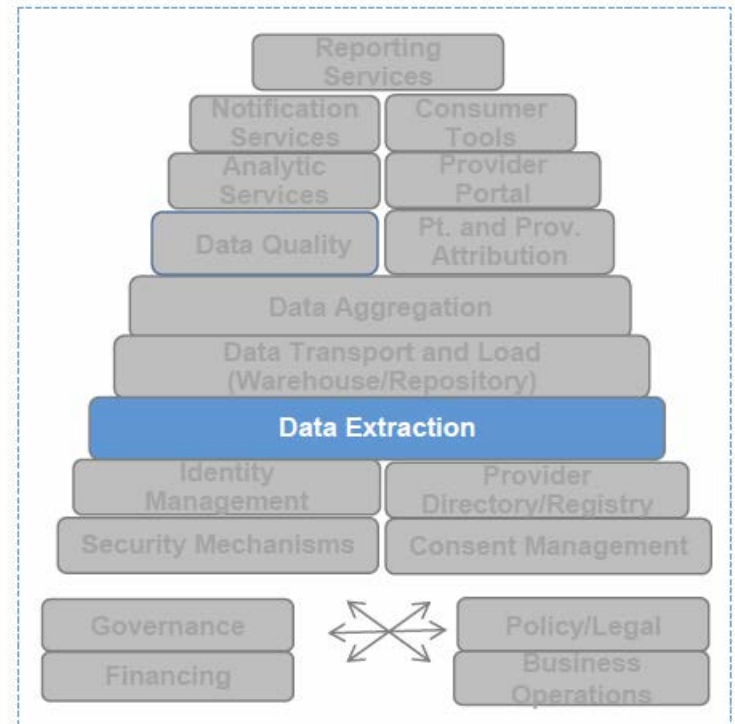 Reporting
Services
Notification
Services
Consumer
Tools
Analytic
Services
Provider
Portal
Data Quality
Pt. and Prov.
Attribution
Data Aggregation
Data Transport and Load
(Warehouse/Repository)
Data Extraction
Identity
Management
Provider
Directory/Registry
Security Mechanisms
Consent Management
Governance
Policy/Legal
Financing
Business
Operations